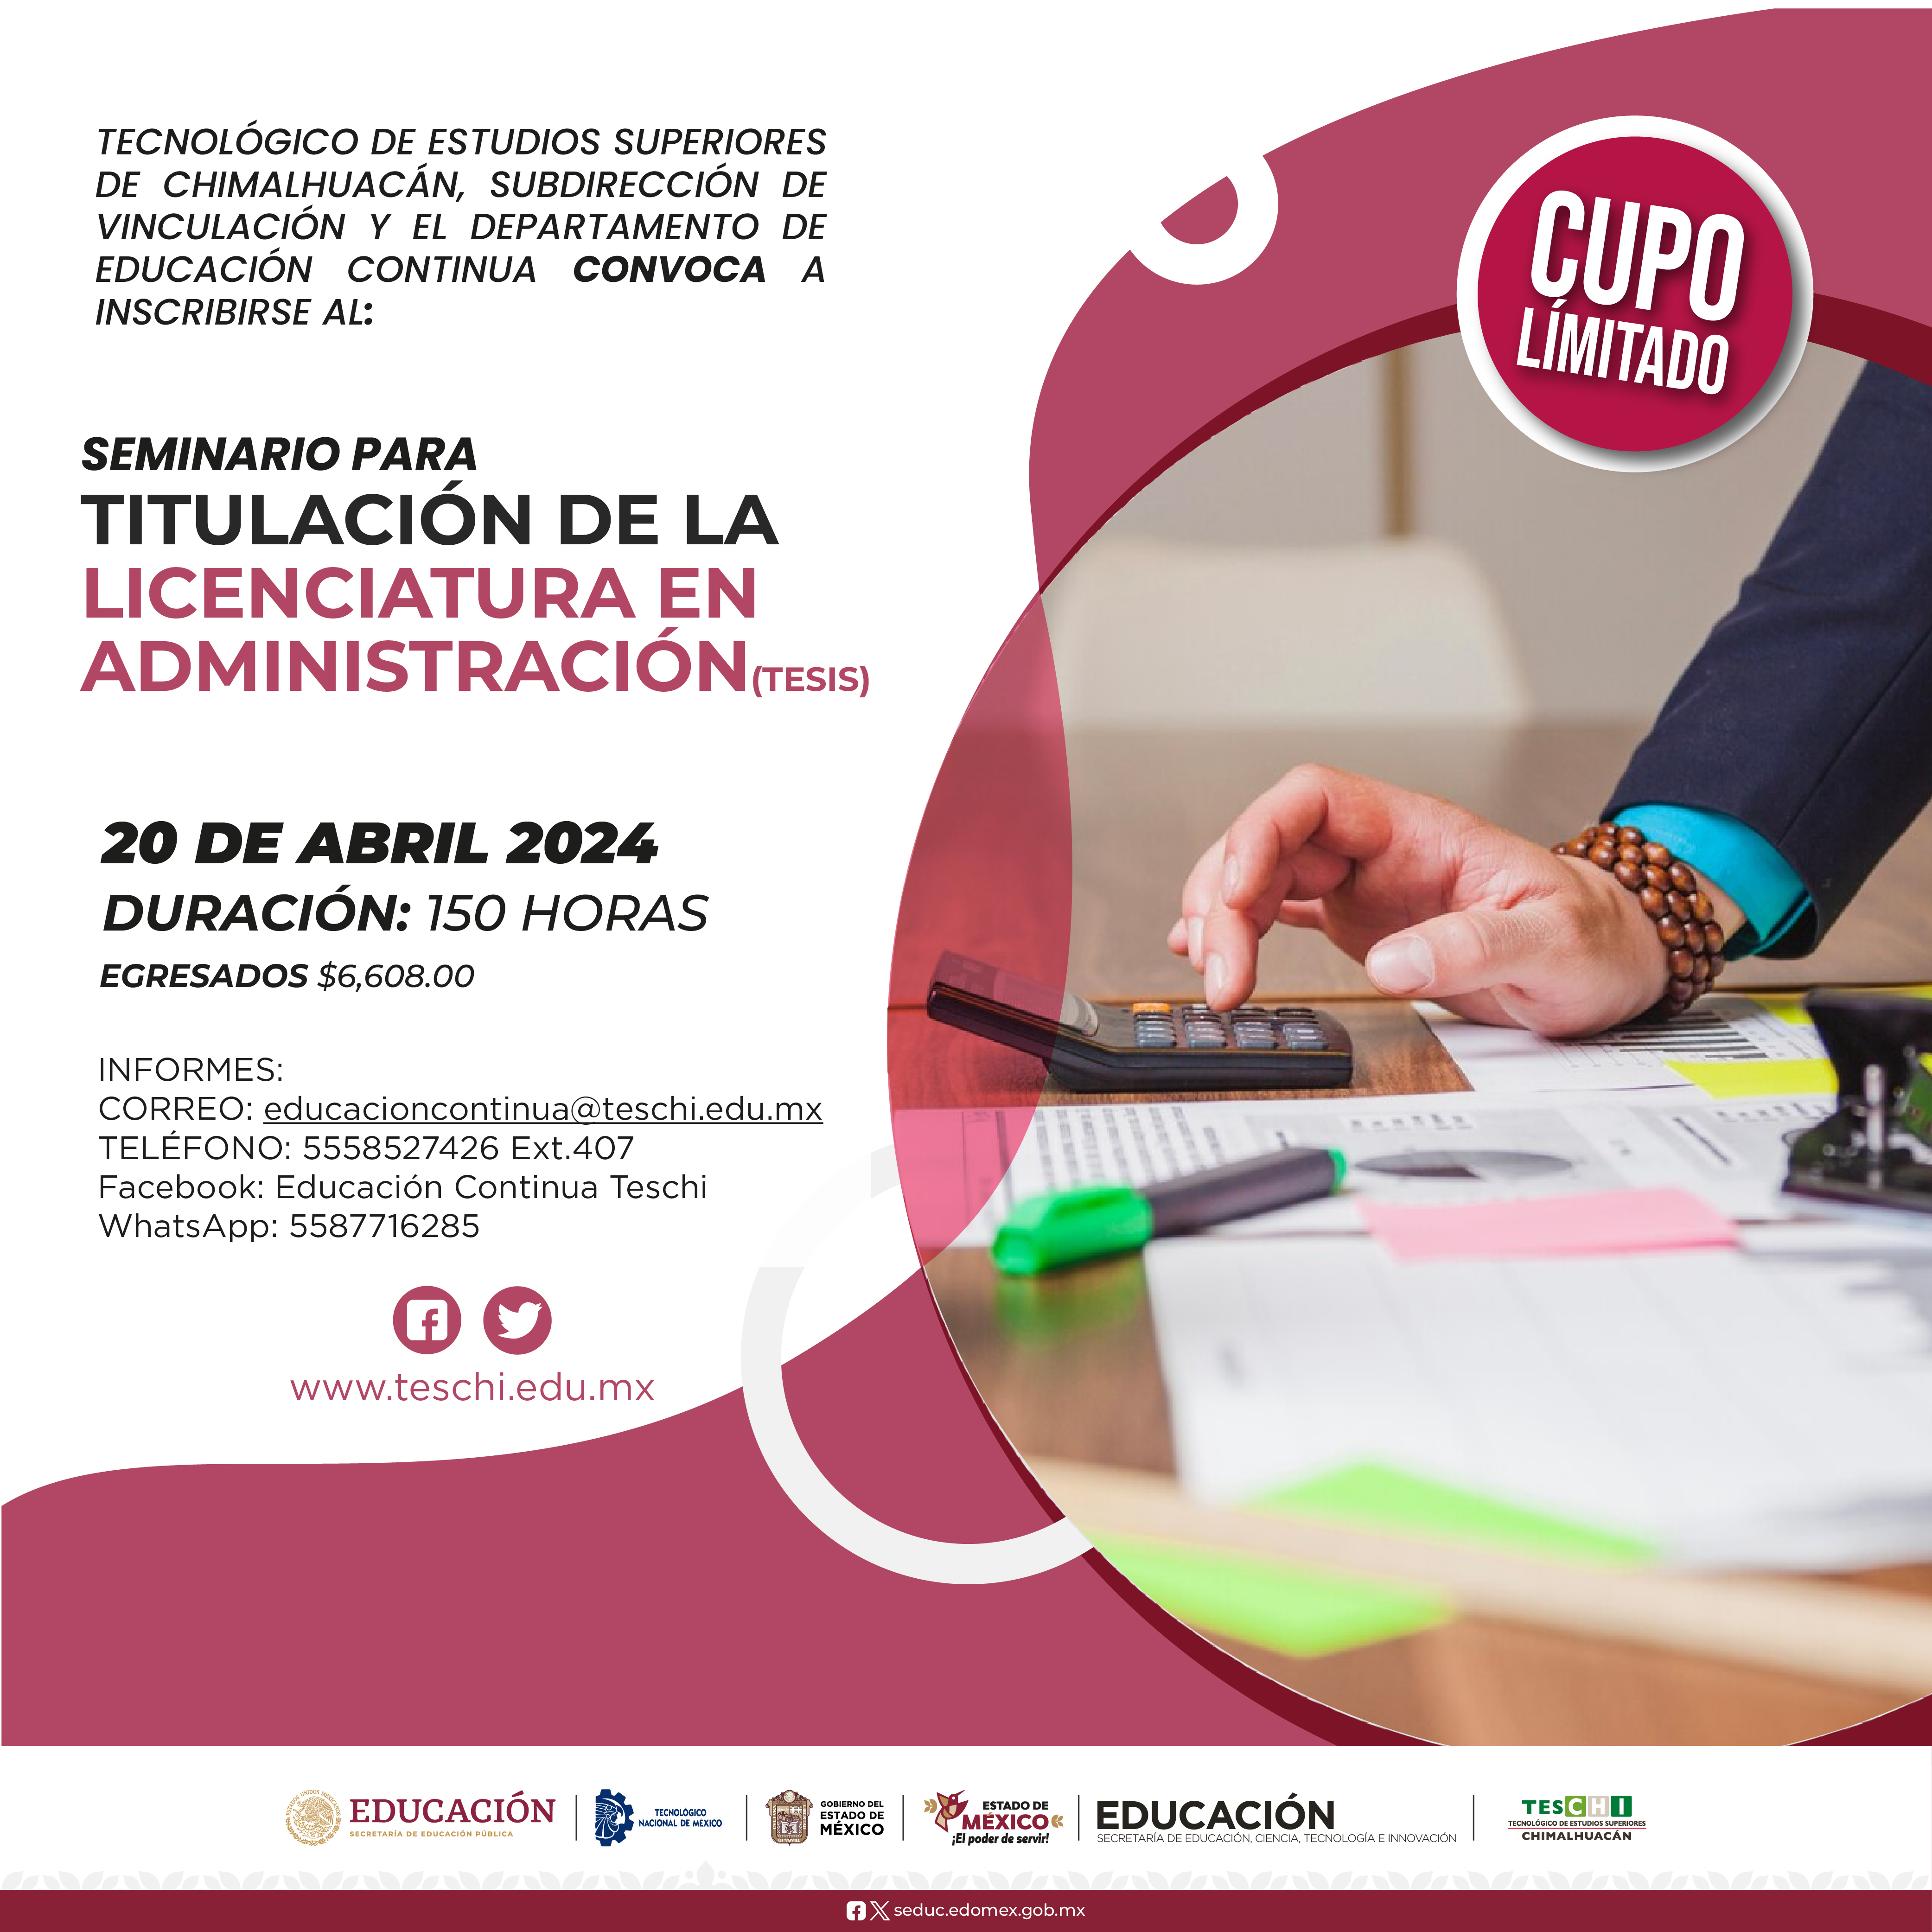 TECNOLÓGICO DE ESTUDIOS SUPERIORES
DE CHIMALHUACÁN, SUBDIRECCIÓN DE
VINCULACIÓN Y EL DEPARTAMENTO DE
EDUCACIÓN CONTINUA CONVOCA A
INSCRIBIRSE AL:
CUPO
LÍMITADO
SEMINARIO PARA
TITULACIÓN DE LA
LICENCIATURA EN
ADMINISTRACIÓN(TESIS)
20 DE ABRIL 2024
DURACIÓN: 150 HORAS
EGRESADOS $6,608.00
INFORMES:
CORREO: educacioncontinua@teschi.edu.mx
TELÉFONO: 5558527426 Ext.407
Facebook: Educación Continua Teschi
WhatsApp: 5587716285
www.teschi.edu.mx
ESTADOS UNIDOS MEXICANOS
EDUCACIÓN
SECRETARÍA DE EDUCACIÓN PÚBLICA
TECNOLÓGICO
NACIONAL DE MÉXICO
GOBIERNO DEL
ESTADO DE
MÉXICO
ESTADO DE
MÉXICO
¡El poder de servir!
EDUCACIÓN
SECRETARÍA DE EDUCACIÓN, CIENCIA, TECNOLOGÍA E INNOVACIÓN
TESCHI
TECNOLÓGICO DE ESTUDIOS SUPERIORES
CHIMALHUACÁN
seduc.edomex.gob.mx